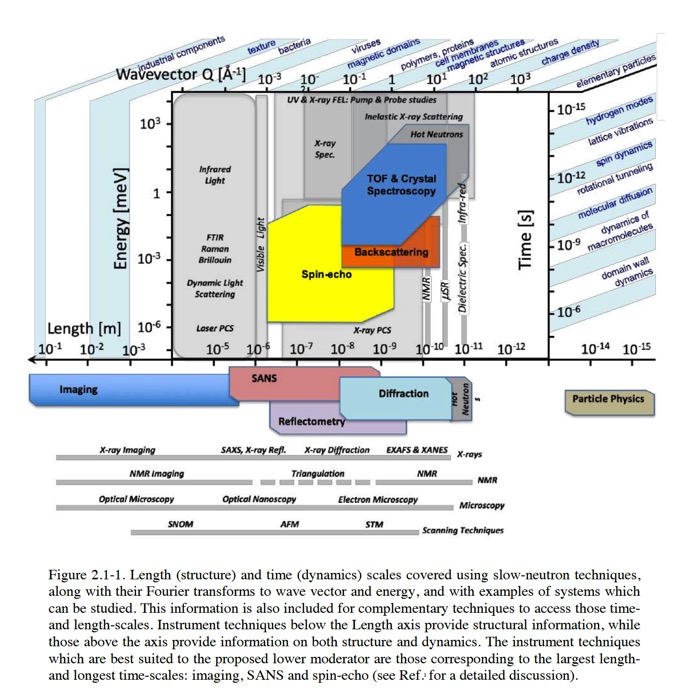 industrial components
texture
bacteria
viruses
magnetic domains
polymers, proteins
cell membranes
magnetic structures
atomic structures
charge density
elementary particles
Wavevector Q [Å-1] 10-3 10- 10-1 1 101 102 103
2
UV & X-ray FEL: Pump & Probe studies
Inelastic X-ray Scattering
Hot Neutrons
X-ray
Spec.
Infrared
Light
TOF & Crystal
Spectroscopy
FTIR
Raman
Brillouin
Dynamic Light
Scattering
Laser PCS
Visible Light
Spin-echo
Backscattering
X-ray PCS
NMR
µSR
Dielectric Spec.
Infra-red
Energy [meV]
103
1
10-3
10-6
Time [s]
10-15
10-12
10-9
10-6
hydrogen modes
lattice vibrations
spin dynamics
rotational tunneling
molecular diffusion
dynamics of
macromolecules
domain wall
dynamics
Length [m]
10-1 10-2 10-3 10-5 10-6 10-7 10-8 10-9 10-10 10-11 10-12 10-14 10-15
Imaging
SANS
Diffraction
Hot
Neutron
s
Reflectometry
Particle Physics
X-ray Imaging SAXS, X-ray Refl. X-ray Diffraction EXAFS & XANES X-rays
NMR Imaging Triangulation NMR NMR
Optical Microscopy Optical Nanoscopy Electron Microscopy Microscopy
SNOM AFM STM Scanning Techniques
Figure 2.1-1. Length (structure) and time (dynamics) scales covered using slow-neutron techniques,
along with their Fourier transforms to wave vector and energy, and with examples of systems which
can be studied. This information is also included for complementary techniques to access those time-
and length-scales. Instrument techniques below the Length axis provide structural information, while
those above the axis provide information on both structure and dynamics. The instrument techniques
which are best suited to the proposed lower moderator are those corresponding to the largest length-
and longest time-scales: imaging, SANS and spin-echo (see Ref. for a detailed discussion).